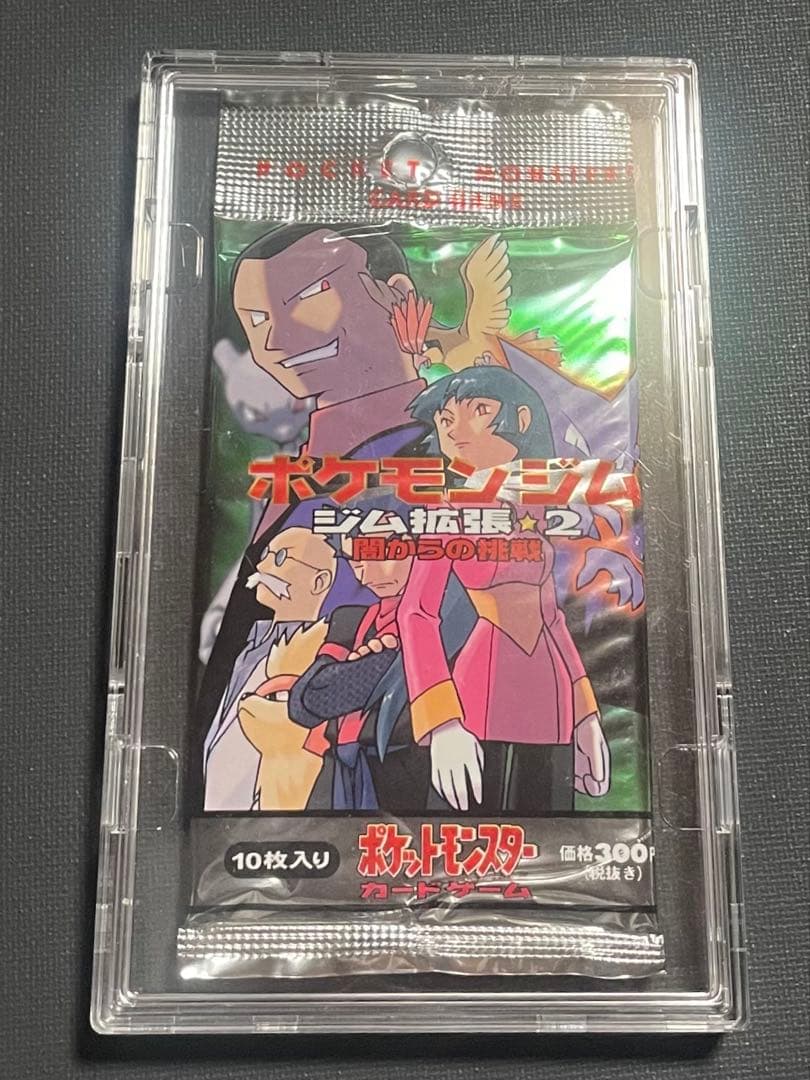 POCKET MONSTERS
CARD GAME
ポケモンジム
ジム拡張★2
闇からの挑戦
10枚入り
ポケットモンスター
カードゲーム
価格300
(税抜き)